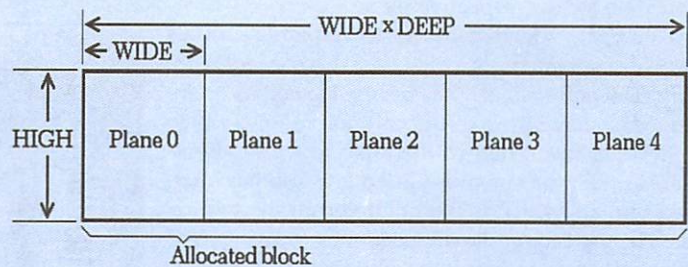 WIDE x DEEP
WIDE
HIGH
Plane 0
Plane 1
Plane 2
Plane 3
Plane 4
Allocated block